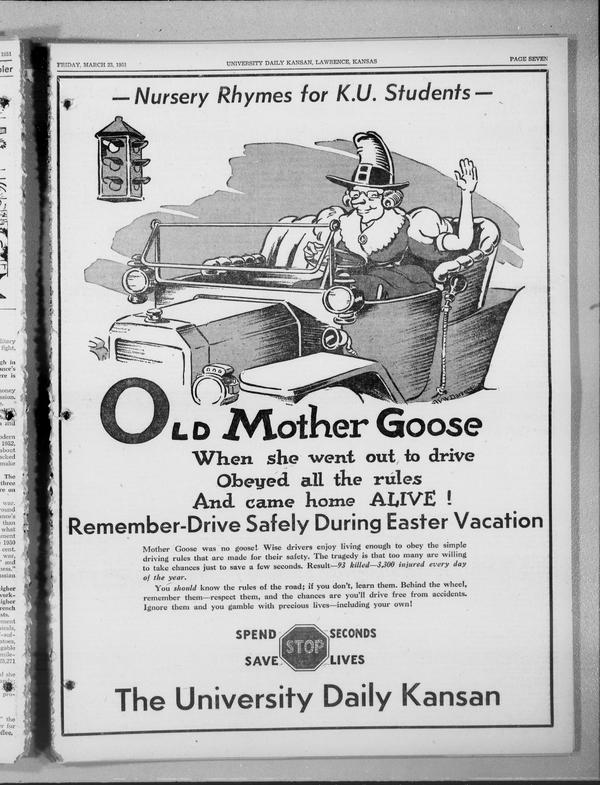 1951
FRIDAY, MARCH 23, 1951
UNIVERSITY DAILY KANSAN, LAWRENCE, KANSAS
PAGE SEVEN
—Nursery Rhymes for K.U. Students—
OLD Mother Goose
When she went out to drive
Obeyed all the rules
And came home ALIVE !
Remember-Drive Safely During Easter Vacation
Mother Goose was no goose! Wise drivers enjoy living enough to obey the simple
driving rules that are made for their safety. The tragedy is that too many are willing
to take chances just to save a few seconds. Result—93 killed—3,300 injured every day
of the year.
You should know the rules of the road; if you don't, learn them. Behind the wheel,
remember them—respect them, and the chances are you'll drive free from accidents.
Ignore them and you gamble with precious lives—including your own!
SPEND
SECONDS
STOP
SAVE
LIVES
The University Daily Kansan